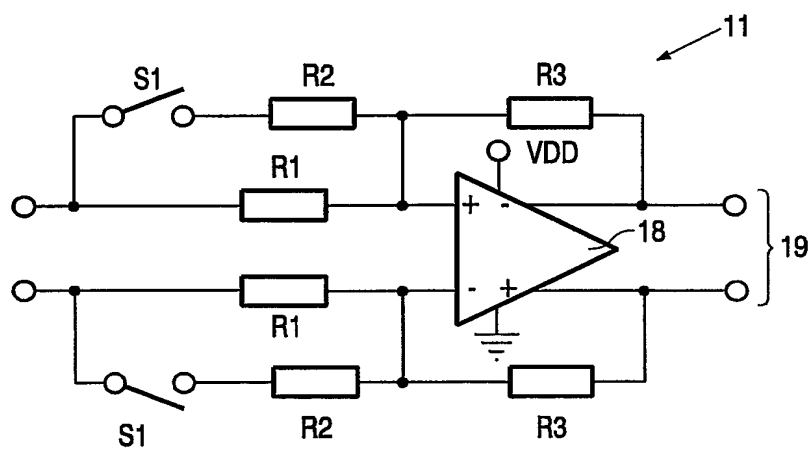 11
S1
R2
R3
VDD
R1
+ -
18
19
- +
R1
S1
R2
R3